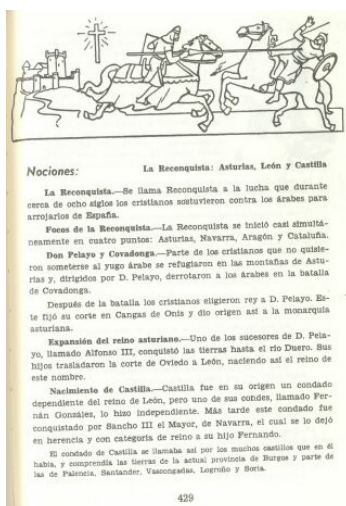 Nociones:
La Reconquista: Asturias, León y Castilla
La Reconquista.—Se llama Reconquista a la lucha que durante
cerca de ocho siglos los cristianos sostuvieron contra los árabes para
arrojarlos de España.
Focos de la Reconquista.—La Reconquista se inició casi simultá-
neamente en cuatro puntos: Asturias, Navarra, Aragón y Cataluña.
Don Pelayo y Covadonga.—Parte de los cristianos que no quisie-
ron someterse al yugo árabe se refugiaron en las montañas de Astu-
rias y, dirigidos por D. Pelayo, derrotaron a los árabes en la batalla
de Covadonga.
Después de la batalla los cristianos eligieron rey a D. Pelayo. Es-
te fijó su corte en Cangas de Onís y dio origen así a la monarquía
asturiana.
Expansión del reino asturiano.—Uno de los sucesores de D. Pela-
yo, llamado Alfonso III, conquistó las tierras hasta el río Duero. Sus
hijos trasladaron la corte de Oviedo a León, naciendo así el reino de
este nombre.
Nacimiento de Castilla.—Castilla fue en su origen un condado
dependiente del reino de León, pero uno de sus condes, llamado Fer-
nán González, lo hizo independiente. Más tarde este condado fue
conquistado por Sancho III el Mayor, de Navarra, el cual se lo dejó
en herencia y con categoría de reino a su hijo Fernando.
El condado de Castilla se llamaba así por los muchos castillos que en él
había, y comprendía las tierras de la actual provincia de Burgos y parte de
las de Palencia, Santander, Vascongadas, Logroño y Soria.
429